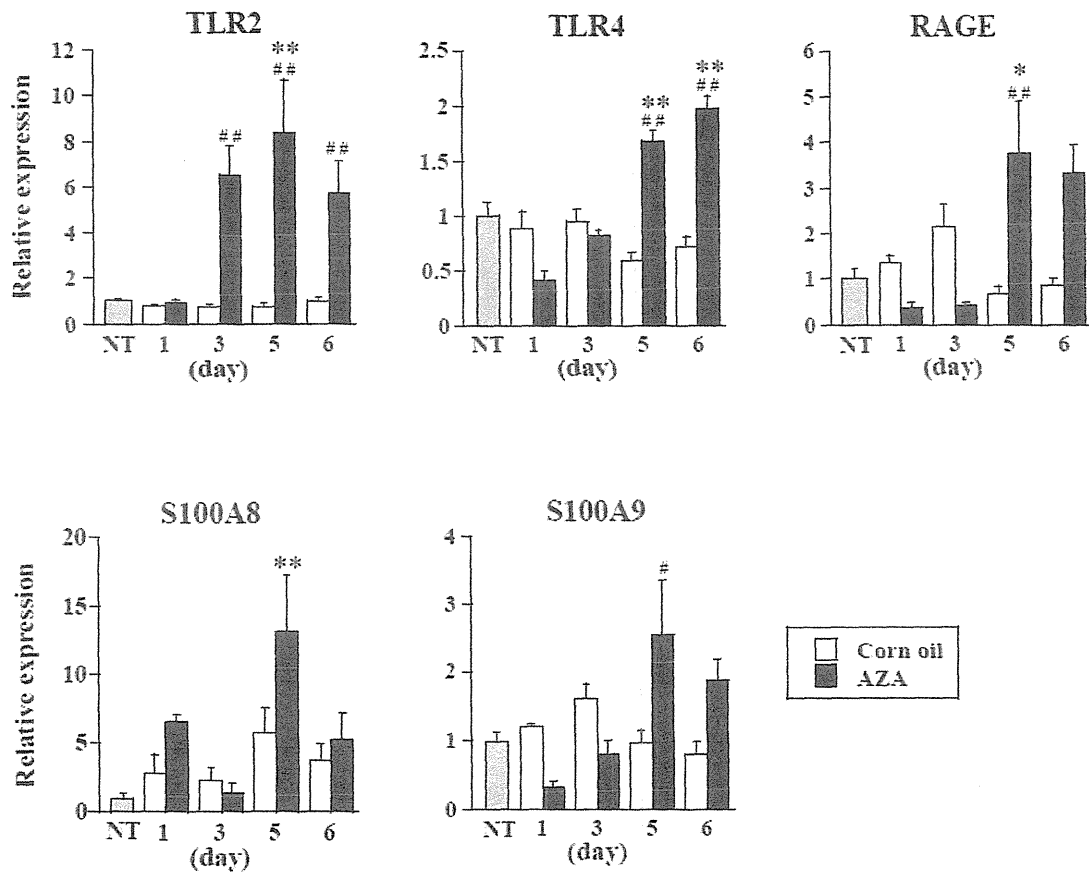 TLR2
TLR4
RAGE
Relative expression
12
10
8
6
4
2
0
**
##
##
##
NT 1 3 5 6
(day)
2.5
2
1.5
1
0.5
0
**
##
**
##
NT 1 3 5 6
(day)
6
5
4
3
2
1
0
*
##
NT 1 3 5 6
(day)
S100A8
S100A9
Relative expression
20
15
10
5
0
**
NT 1 3 5 6
(day)
4
3
2
1
0
#
NT 1 3 5 6
(day)
Corn oil
AZA